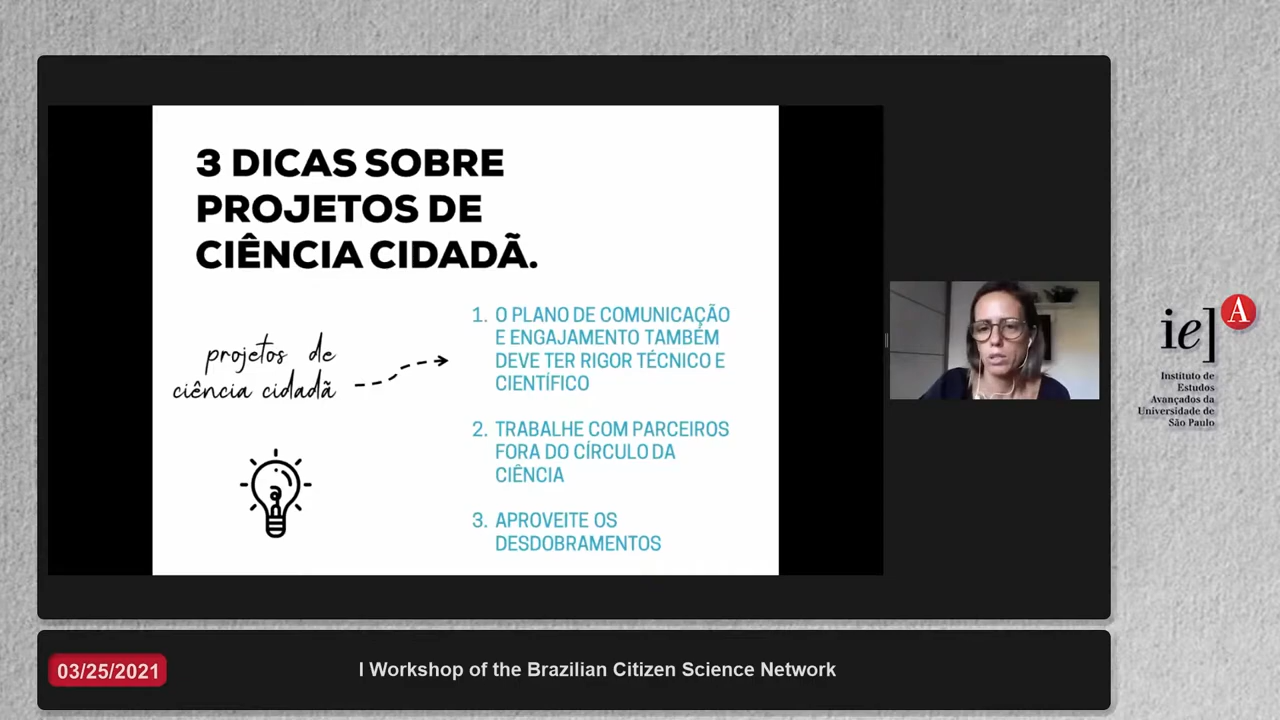 3 DICAS SOBRE
PROJETOS DE
CIÊNCIA CIDADÃ.
projetos de
ciência cidadã
1. O PLANO DE COMUNICAÇÃO
E ENGAJAMENTO TAMBÉM
DEVE TER RIGOR TÉCNICO E
CIENTÍFICO
2. TRABALHE COM PARCEIROS
FORA DO CÍRCULO DA
CIÊNCIA
3. APROVEITE OS
DESDOBRAMENTOS
ie] A
Instituto de
Estudos
Avançados da
Universidade de
São Paulo
03/25/2021
I Workshop of the Brazilian Citizen Science Network